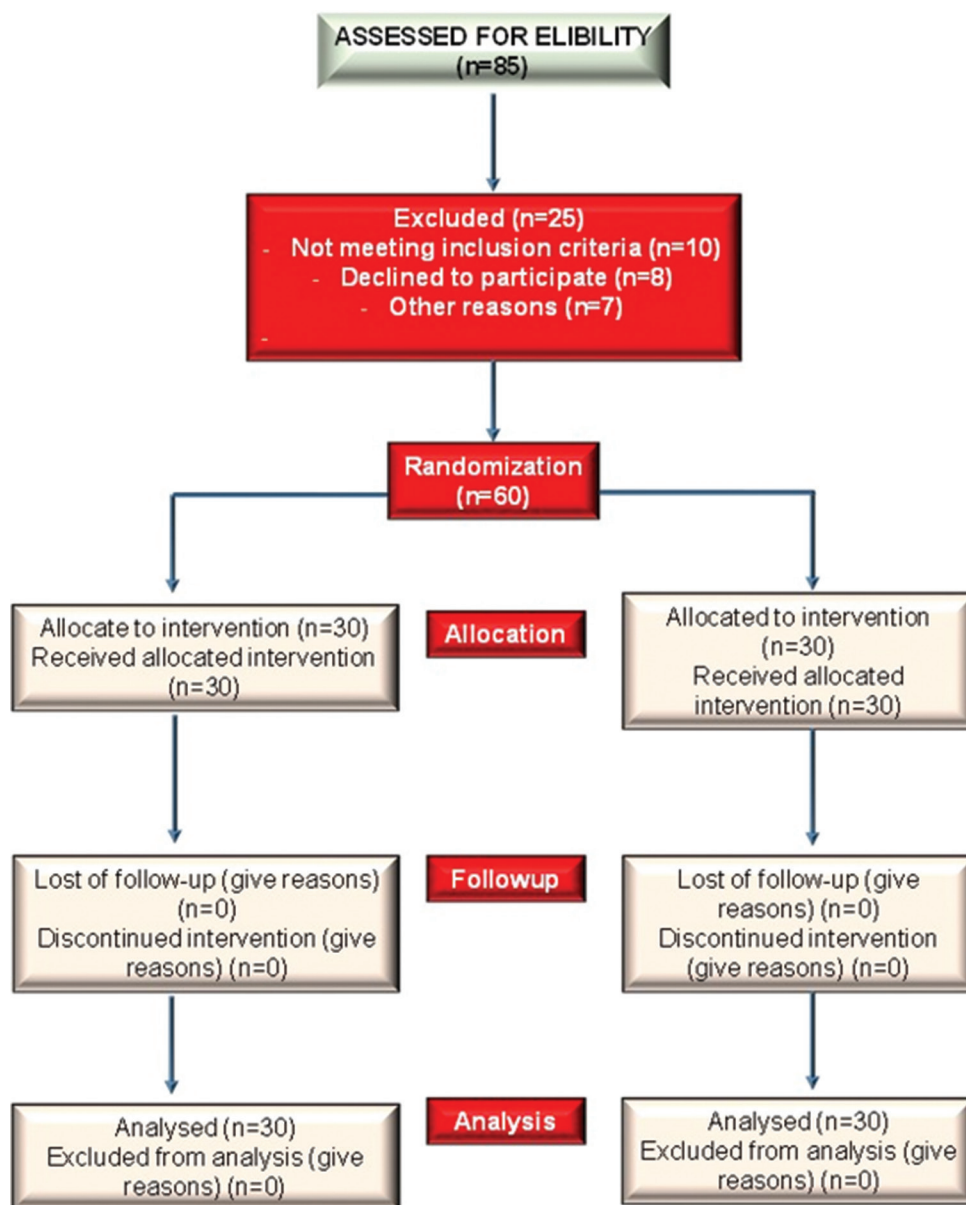 ASSESSED FOR ELIBILITY
(n=85)
Excluded (n=25)
- Not meeting inclusion criteria (n=10)
- Declined to participate (n=8)
- Other reasons (n=7)
-
Randomization
(n=60)
Allocate to intervention (n=30)
Received allocated intervention
(n=30)
Allocation
Allocated to intervention
(n=30)
Received allocated
intervention (n=30)
Lost of follow-up (give reasons)
(n=0)
Discontinued intervention (give
reasons) (n=0)
Followup
Lost of follow-up (give
reasons) (n=0)
Discontinued intervention
(give reasons) (n=0)
Analysed (n=30)
Excluded from analysis (give
reasons) (n=0)
Analysis
Analysed (n=30)
Excluded from analysis (give
reasons) (n=0)